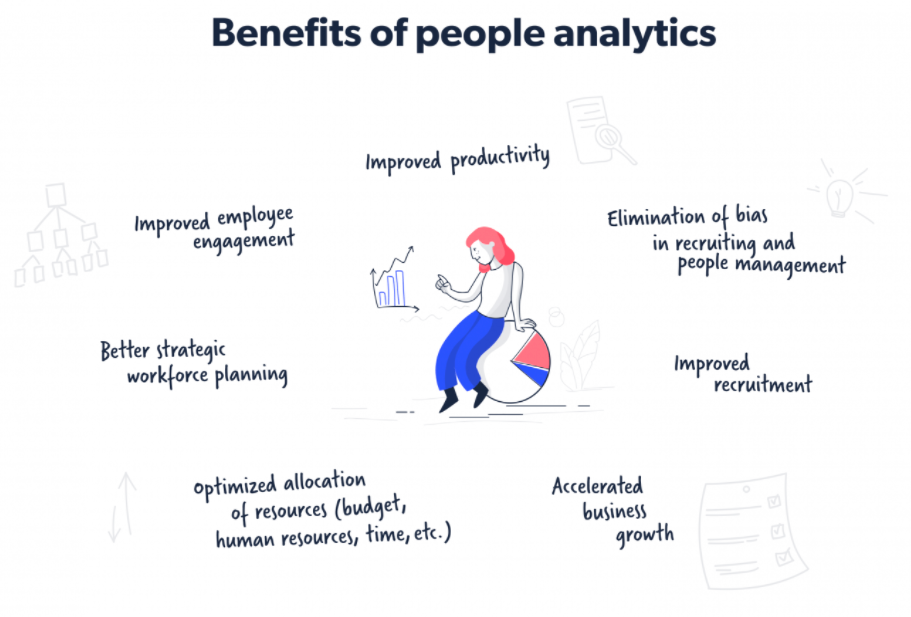 Benefits of people analytics
Improved productivity
Improved employee
engagement
Elimination of bias
in recruiting and
people management
Better strategic
workforce planning
Improved
recruitment
Optimized allocation
of resources (budget,
human resources, time, etc.)
Accelerated
business
growth